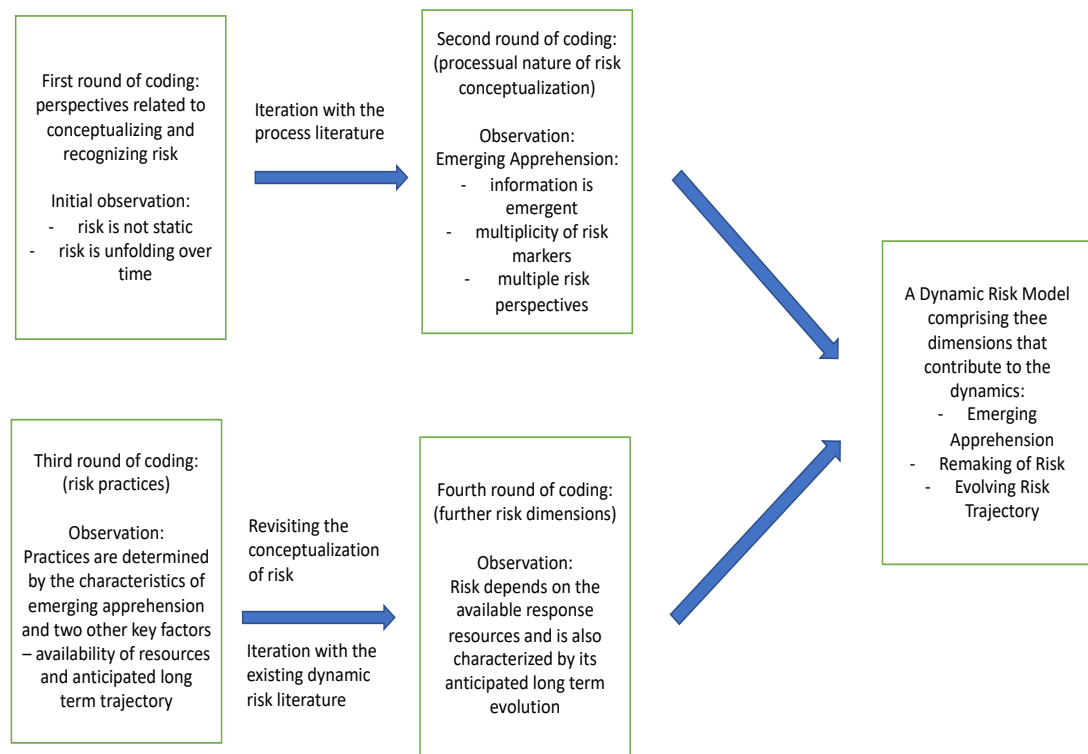 First round of coding:
perspectives related to
conceptualizing and
recognizing risk
Initial observation:
- risk is not static
- risk is unfolding over
time
Iteration with the
process literature
Second round of coding:
(processual nature of risk
conceptualization)
Observation:
Emerging Apprehension:
- information is
emergent
- multiplicity of risk
markers
- multiple risk
perspectives
Third round of coding:
(risk practices)
Observation:
Practices are determined
by the characteristics of
emerging apprehension
and two other key factors
– availability of resources
and anticipated long
term trajectory
Revisiting the
conceptualization
of risk
Iteration with the
existing dynamic
risk literature
Fourth round of coding:
(further risk dimensions)
Observation:
Risk depends on the
available response
resources and is also
characterized by its
anticipated long term
evolution
A Dynamic Risk Model
comprising thee
dimensions that
contribute to the
dynamics:
- Emerging
Apprehension
- Remaking of Risk
- Evolving Risk
Trajectory